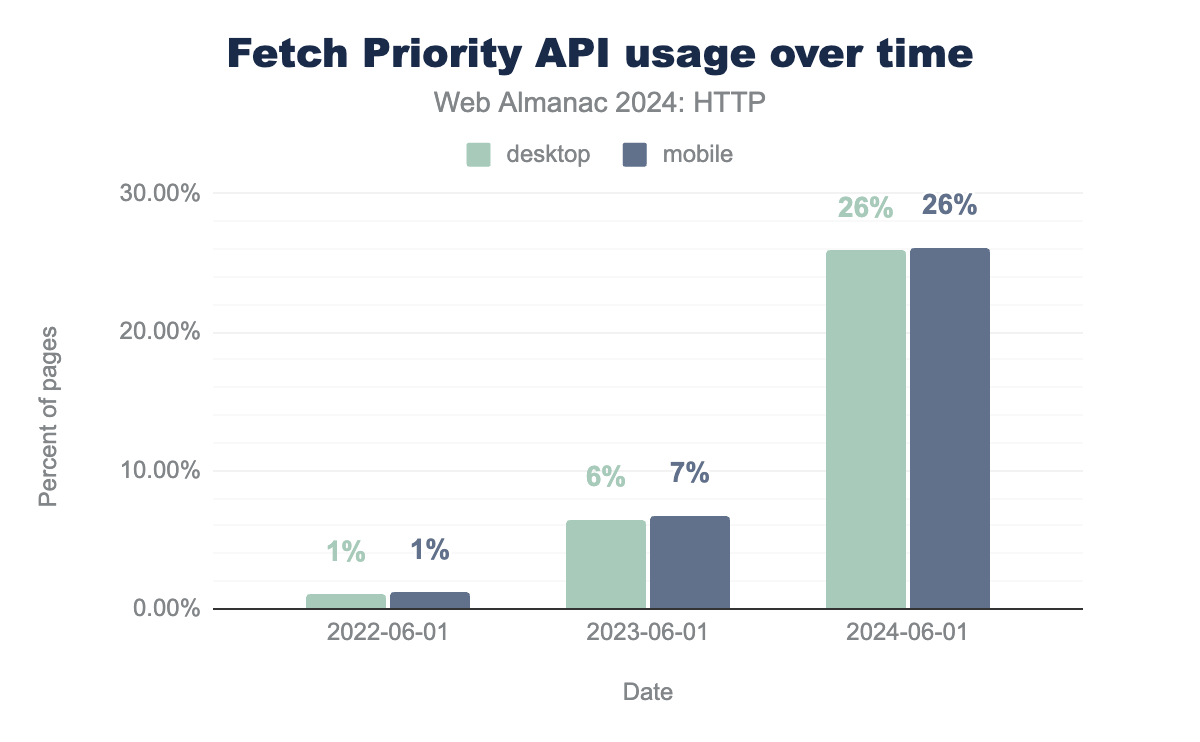 Fetch Priority API usage over time
Web Almanac 2024: HTTP
desktop mobile
30.00%
26% 26%
20.00%
Percent of pages
10.00%
6% 7%
1% 1%
0.00%
2022-06-01 2023-06-01 2024-06-01
Date